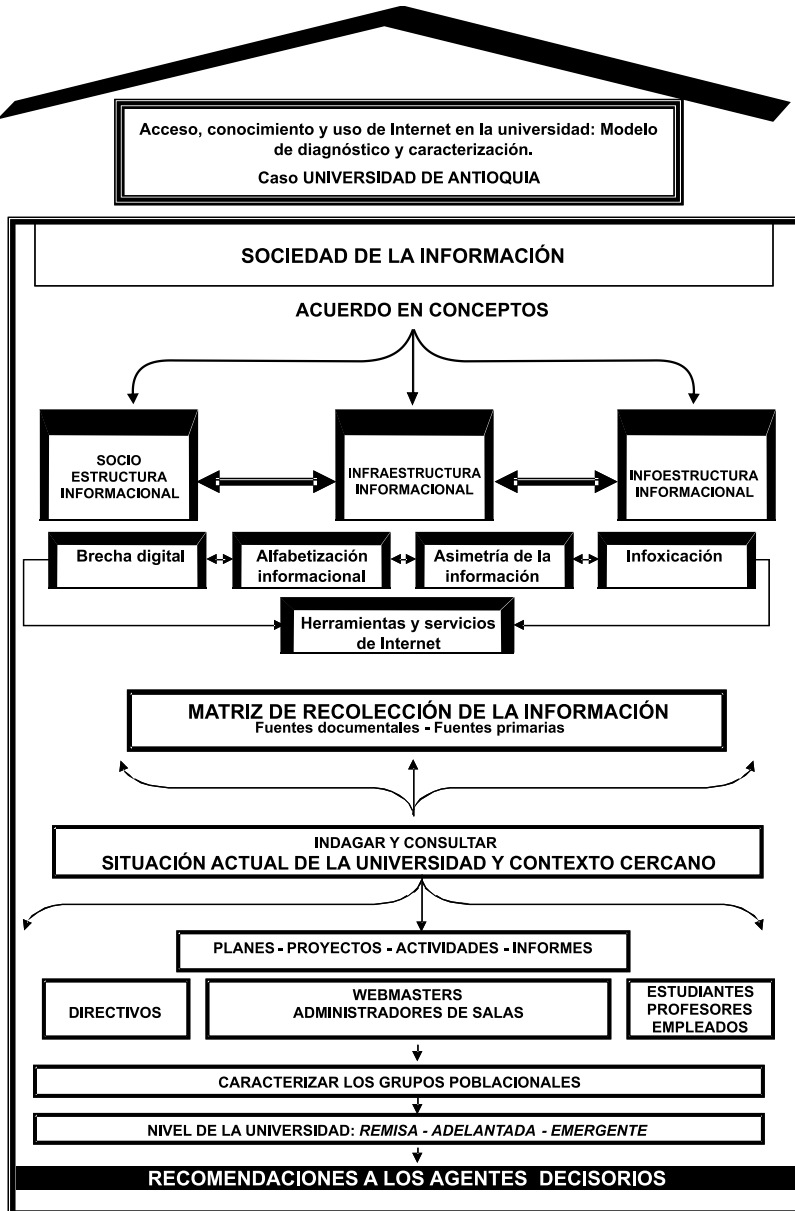 Acceso, conocimiento y uso de Internet en la universidad: Modelo
de diagnóstico y caracterización.
Caso UNIVERSIDAD DE ANTIOQUIA
SOCIEDAD DE LA INFORMACIÓN
ACUERDO EN CONCEPTOS
SOCIO
ESTRUCTURA
INFORMACIONAL
INFRAESTRUCTURA
INFORMACIONAL
INFOESTRUCTURA
INFORMACIONAL
Brecha digital
Alfabetización
informacional
Asimetría de la
información
Infoxicación
Herramientas y servicios
de Internet
MATRIZ DE RECOLECCIÓN DE LA INFORMACIÓN
Fuentes documentales - Fuentes primarias
INDAGAR Y CONSULTAR
SITUACIÓN ACTUAL DE LA UNIVERSIDAD Y CONTEXTO CERCANO
PLANES - PROYECTOS - ACTIVIDADES - INFORMES
DIRECTIVOS
WEBMASTERS
ADMINISTRADORES DE SALAS
ESTUDIANTES
PROFESORES
EMPLEADOS
CARACTERIZAR LOS GRUPOS POBLACIONALES
NIVEL DE LA UNIVERSIDAD: REMISA - ADELANTADA - EMERGENTE
RECOMENDACIONES A LOS AGENTES DECISORIOS